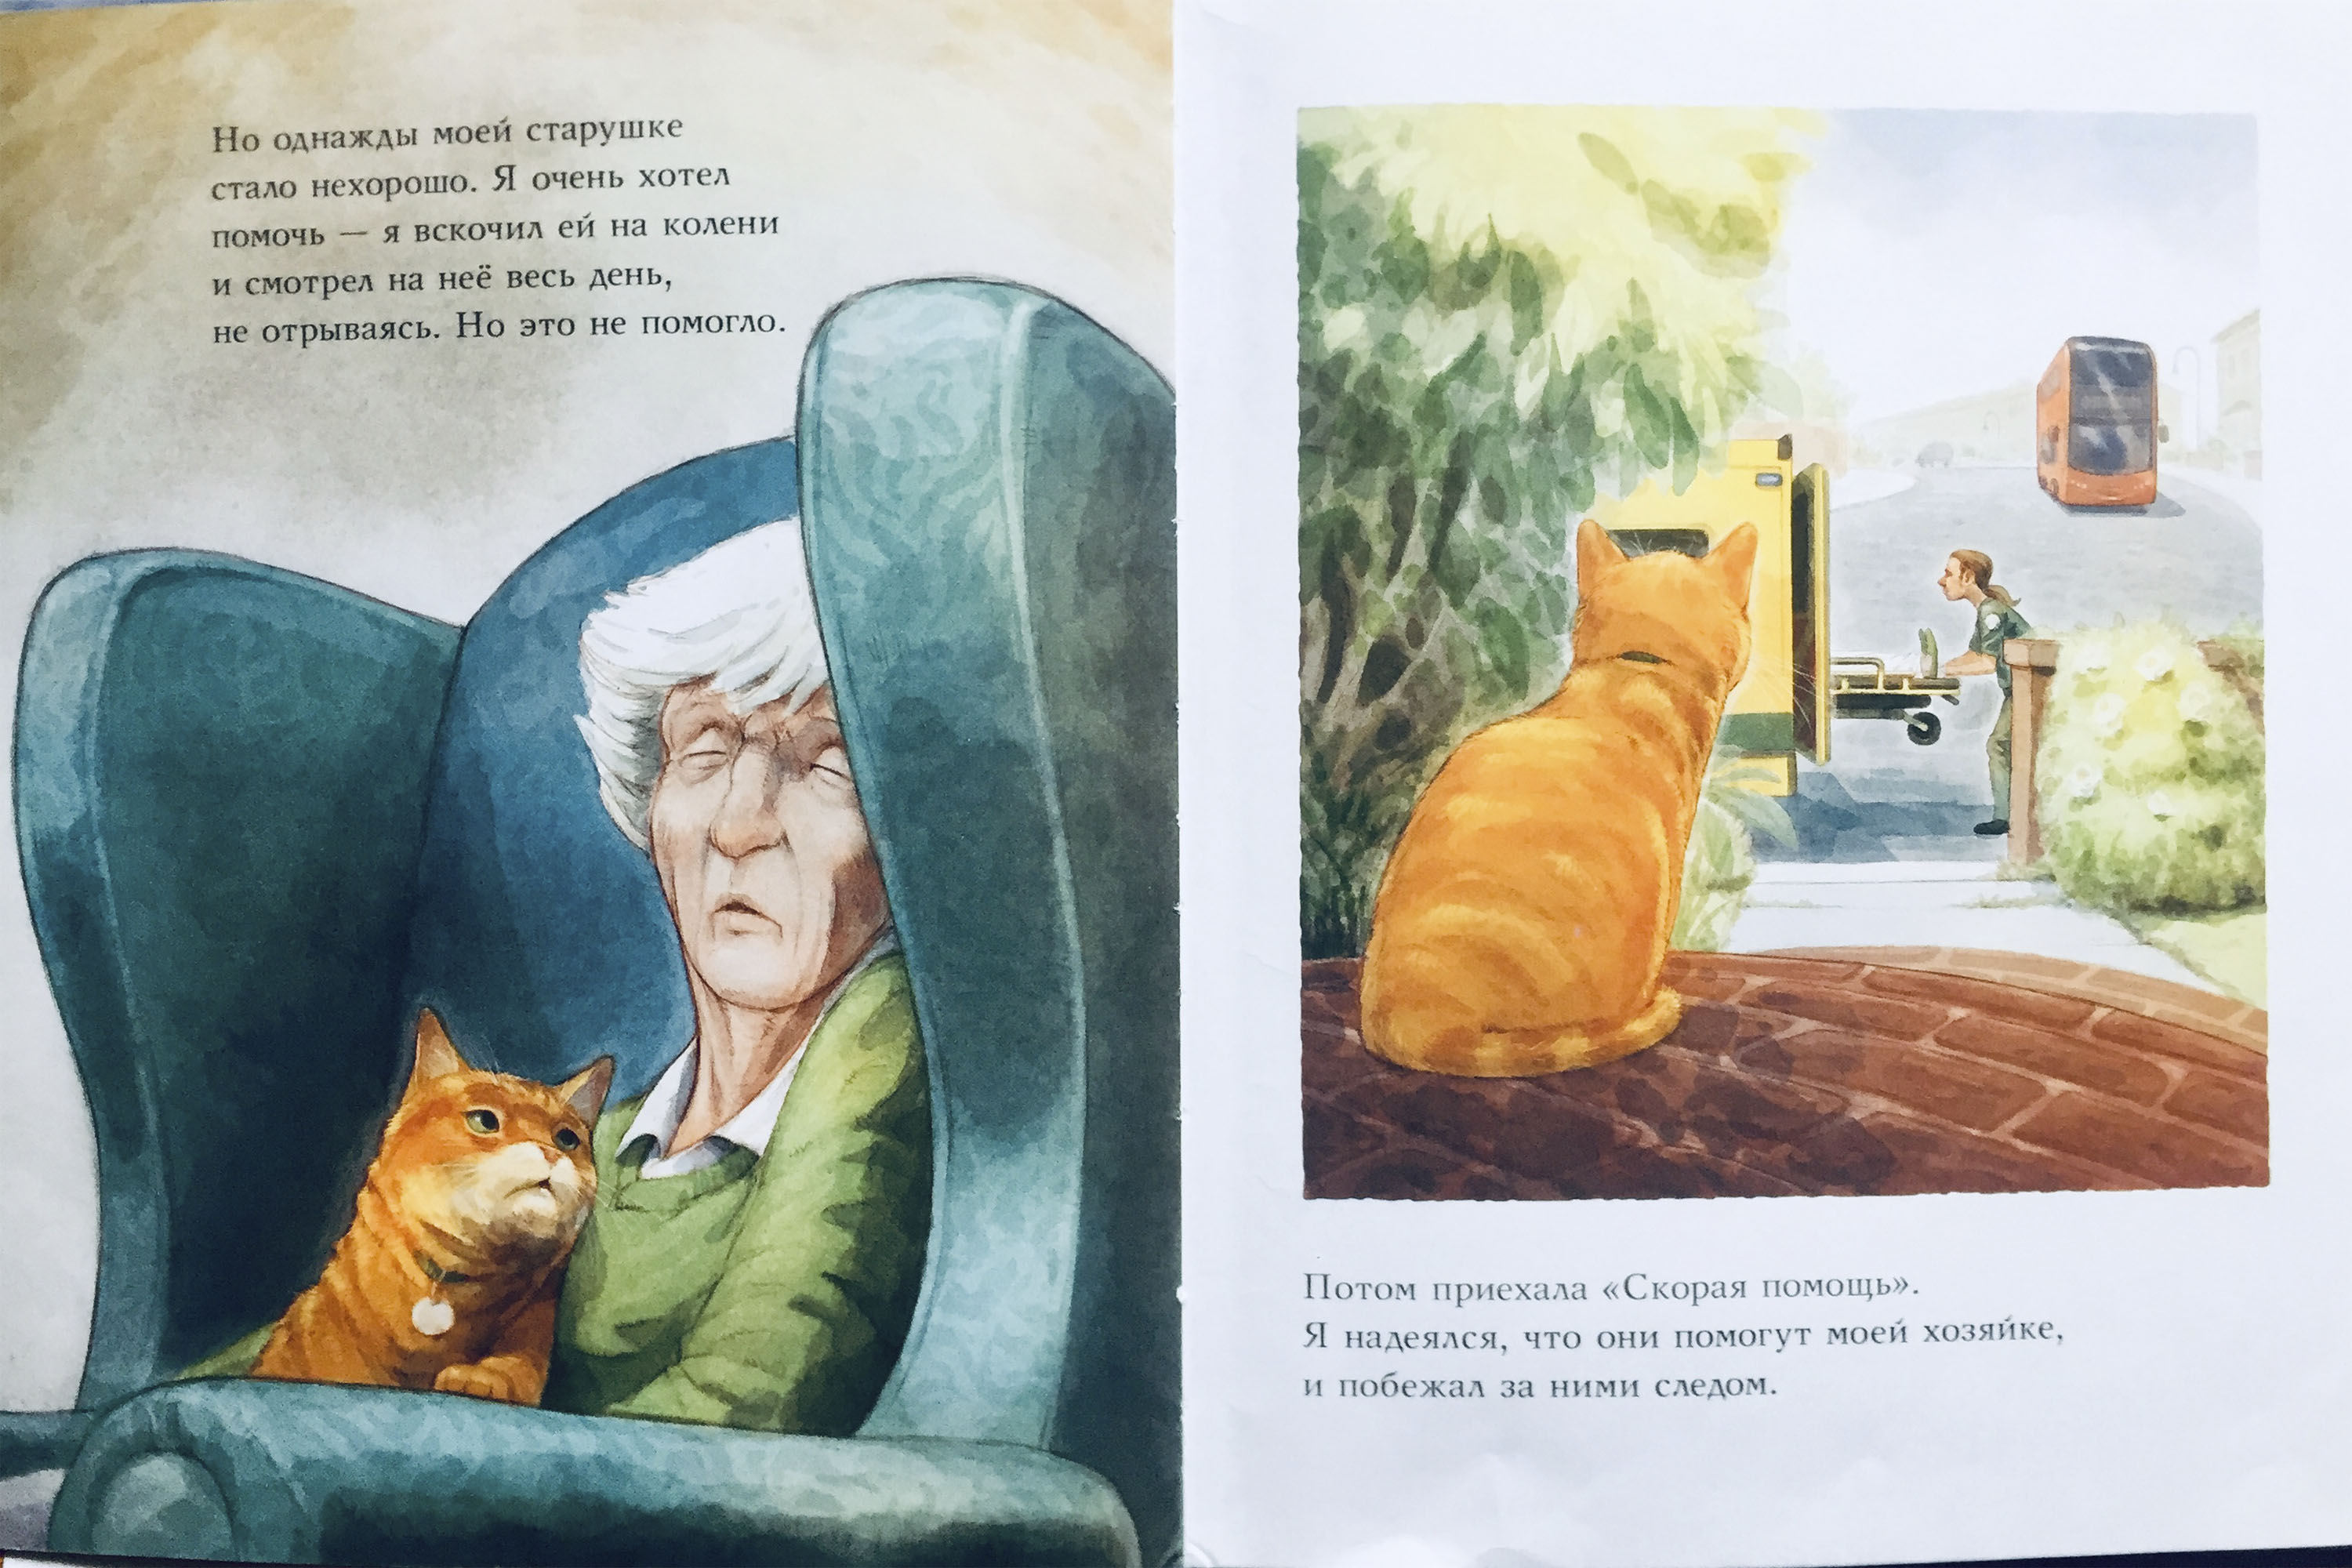 Но однажды моей старушке
стало нехорошо. Я очень хотел
помочь — я вскочил ей на колени
и смотрел на неё весь день,
не отрываясь. Но это не помогло.
Потом приехала «Скорая помощь».
Я надеялся, что они помогут моей хозяйке,
и побежал за ними следом.